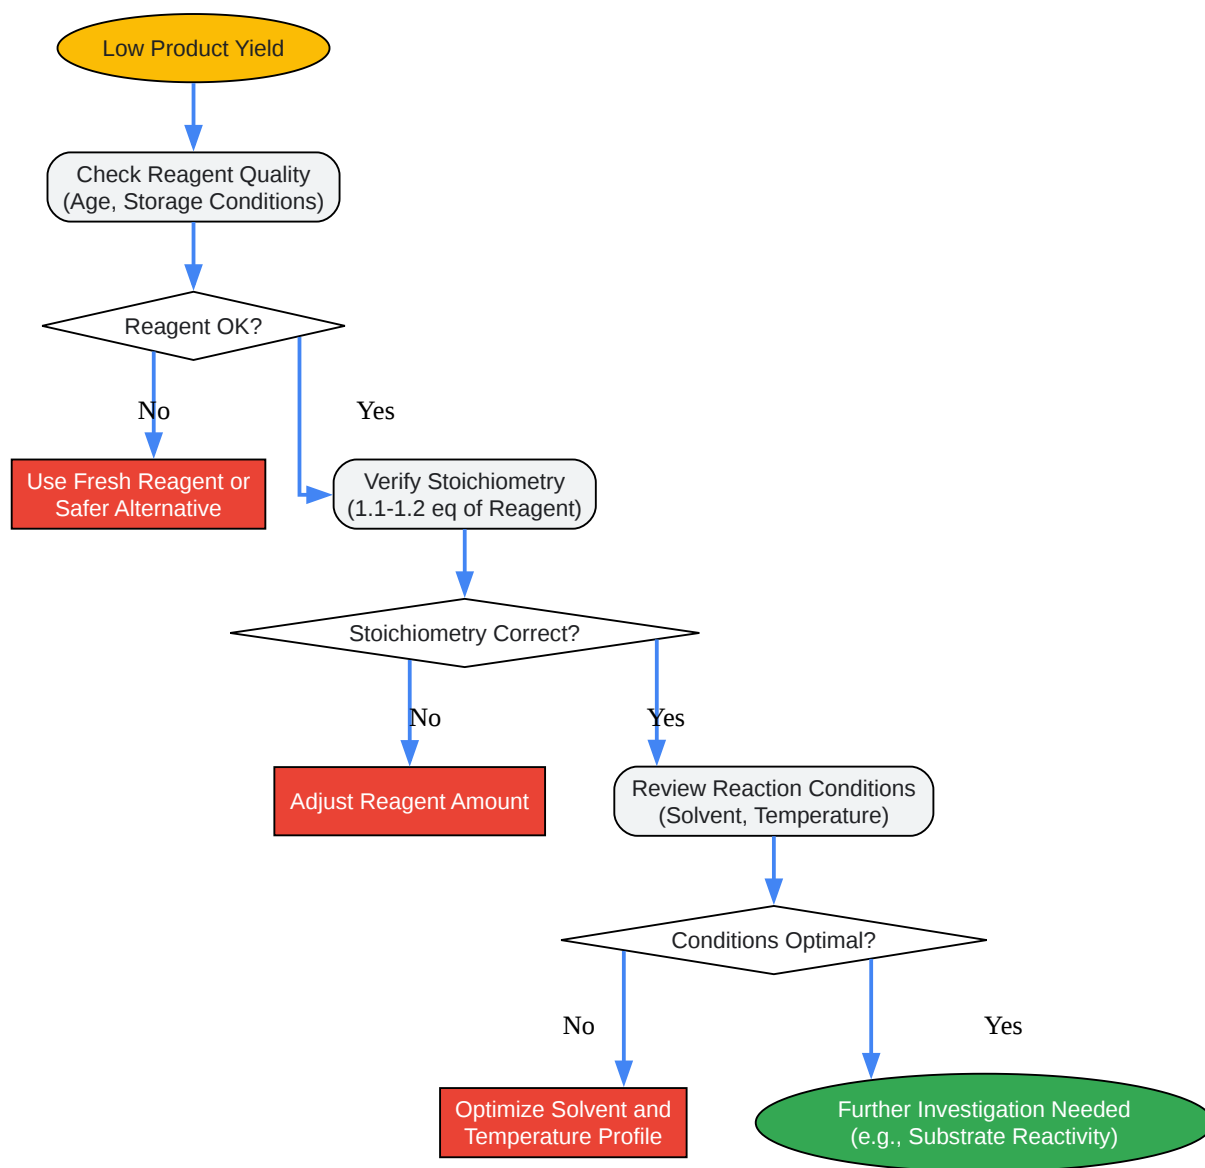 Low Product Yield
Check Reagent Quality
(Age, Storage Conditions)
Reagent OK?
No
Yes
Use Fresh Reagent or
Safer Alternative
Verify Stoichiometry
(1.1-1.2 eq of Reagent)
Stoichiometry Correct?
No
Yes
Adjust Reagent Amount
Review Reaction Conditions
(Solvent, Temperature)
Conditions Optimal?
No
Yes
Optimize Solvent and
Temperature Profile
Further Investigation Needed
(e.g., Substrate Reactivity)